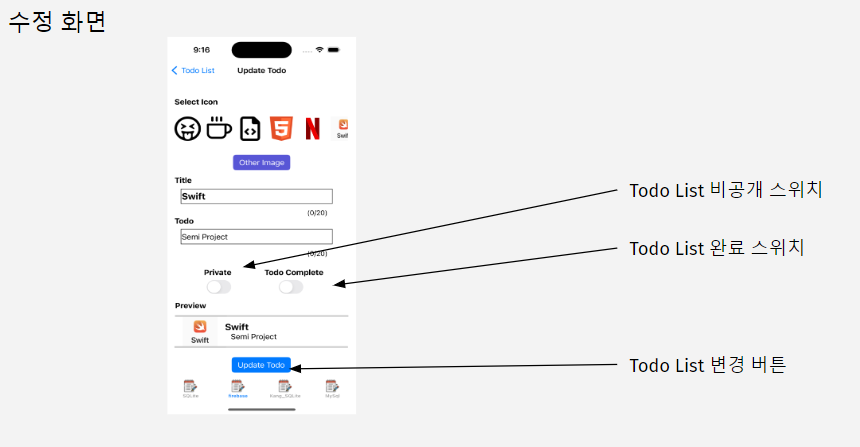 수정 화면
9:16
Todo List
Update Todo
Select Icon
5
N
Swif
Other Image
Title
Swift
(0/20)
Todo
Semi Project
(0/20)
Todo List 비공개 스위치
Todo List 완료 스위치
Private
Todo Complete
Preview
Swift
Swift
Semi Project
Update Todo
Todo List 변경 버튼
SQLite
Firebase
Kang_SQLite
MySql